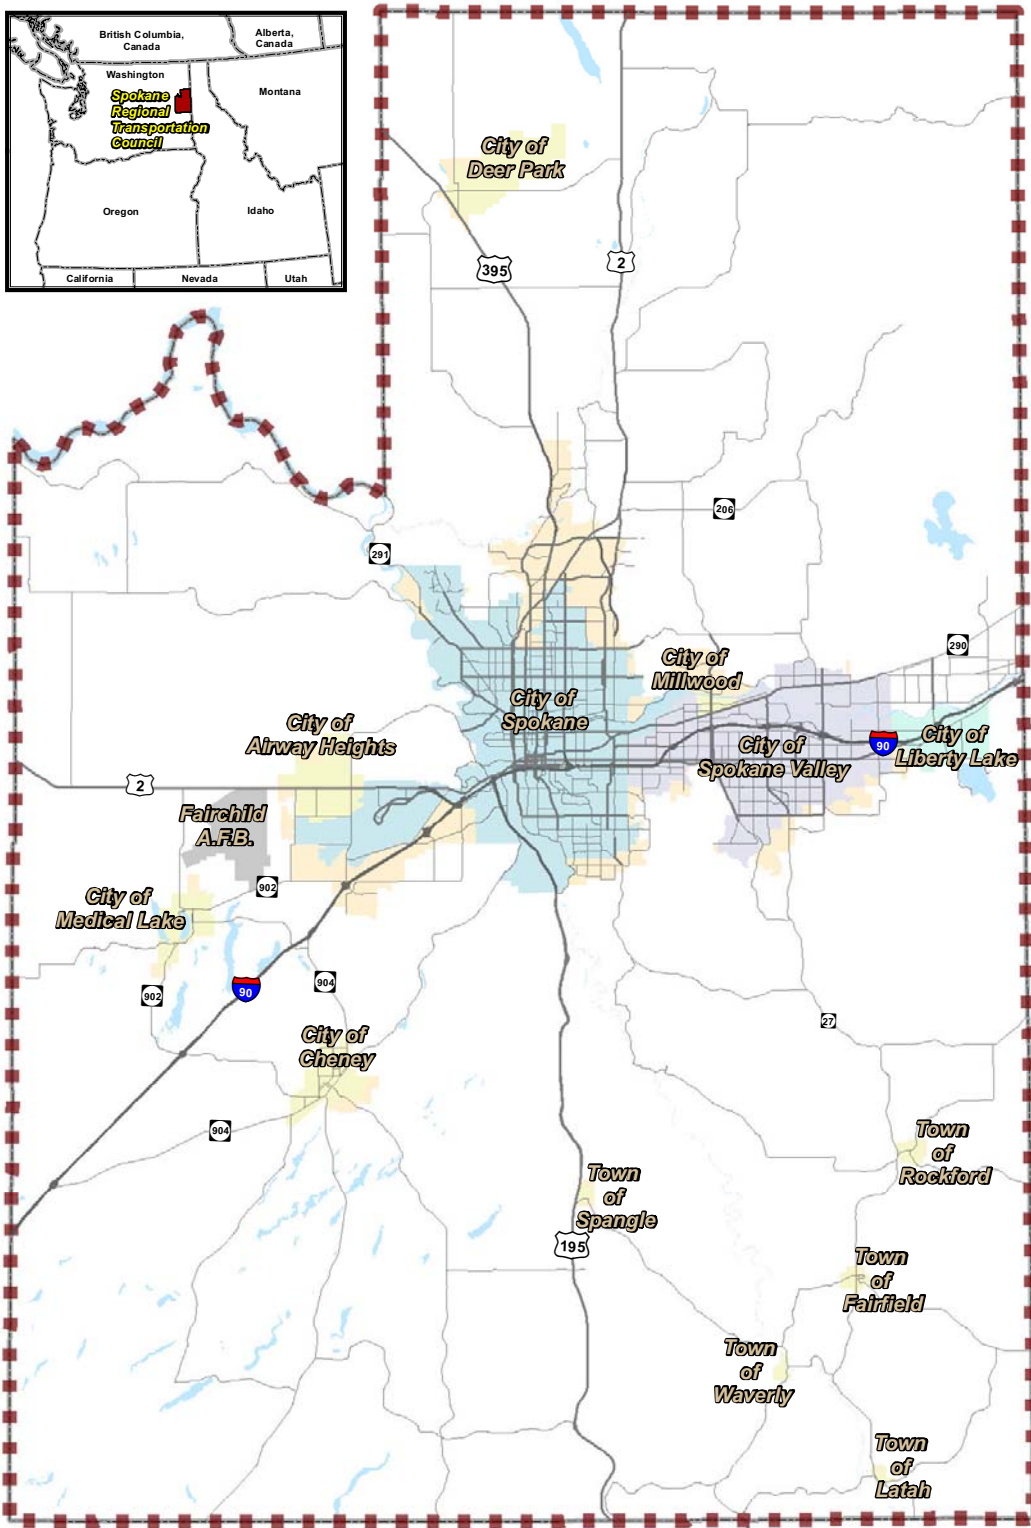 British Columbia,
Canada
Alberta,
Canada
Washington
Montana
Spokane
Regional
Transportation
Council
Oregon
Idaho
California
Nevada
Utah
City of
Deer Park
395
2
206
291
290
City of
Millwood
City of
Spokane
City of
Airway Heights
City of
Spokane Valley
90
City of
Liberty Lake
2
Fairchild
A.F.B.
902
City of
Medical Lake
902
90
904
27
City of
Cheney
904
Town
of
Rockford
Town
of
Spangle
195
Town
of
Fairfield
Town
of
Waverly
Town
of
Latah